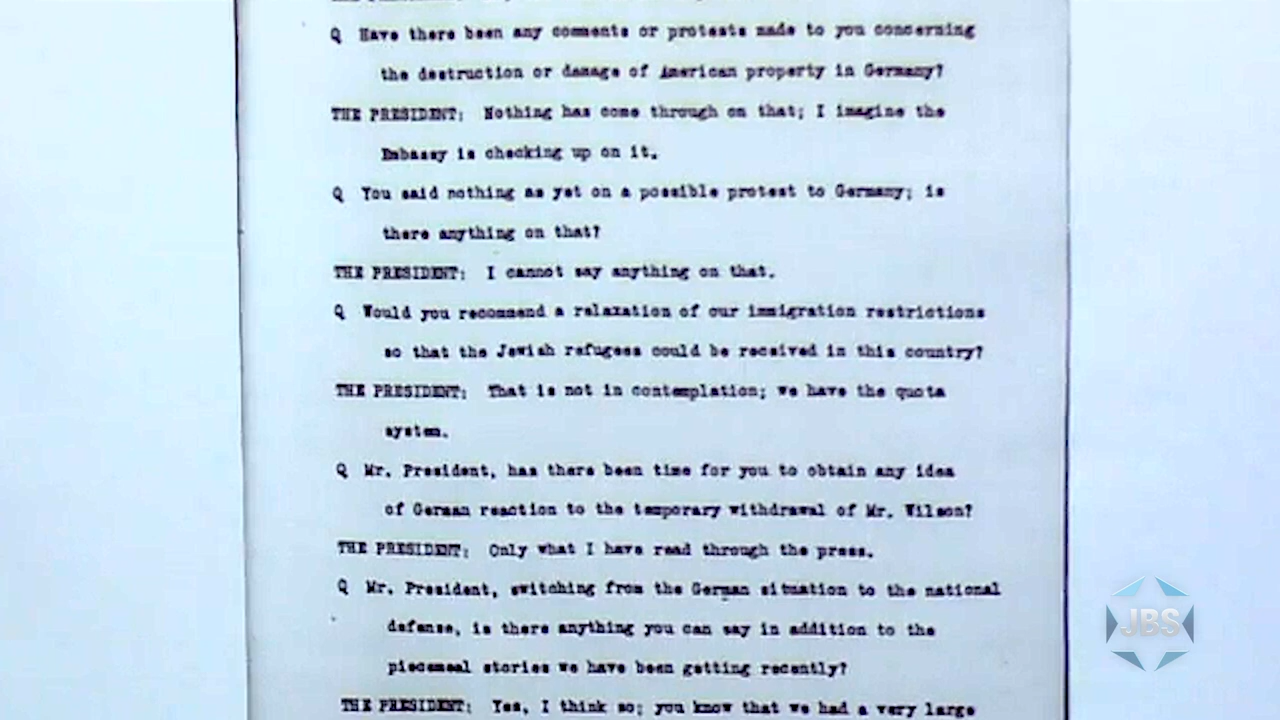 Q Have there been any comments or protests made to you concerning
the destruction or damage of American property in Germany?
THE PRESIDENT: Nothing has come through on that; I imagine the
Embassy is checking up on it.
Q You said nothing as yet on a possible protest to Germany; is
there anything on that?
THE PRESIDENT: I cannot say anything on that.
Q Would you recommend a relaxation of our immigration restrictions
so that the Jewish refugees could be received in this country?
THE PRESIDENT: That is not in contemplation; we have the quota
system.
Q Mr. President, has there been time for you to obtain any idea
of German reaction to the temporary withdrawal of Mr. Wilson?
THE PRESIDENT: Only what I have read through the press.
Q Mr. President, switching from the German situation to the national
defense, is there anything you can say in addition to the
piecemeal stories we have been getting recently?
THE PRESIDENT: Yes, I think so; you know that we had a very large
JBS